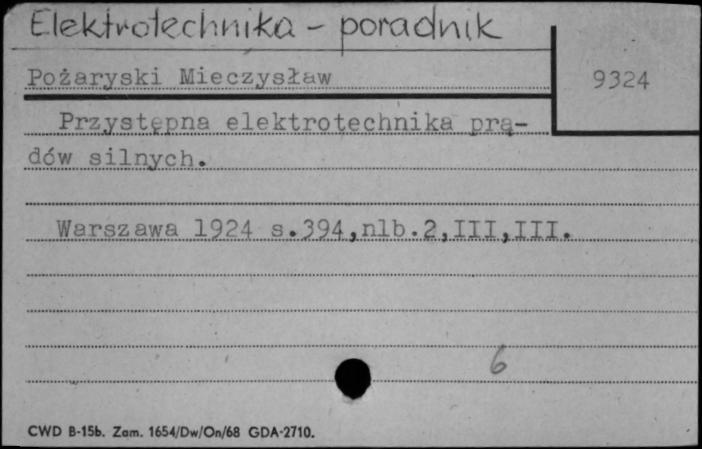 Elektrotechnika - poradnik
Pożaryski Mieczysław
9324
Przystępna elektrotechnika prą-
dów silnych.
Warszawa 1924 s.394,nlb.2,III,III.
6
CWD B-15b. Zam. 1654/Dw/On/68 GDA-2710.